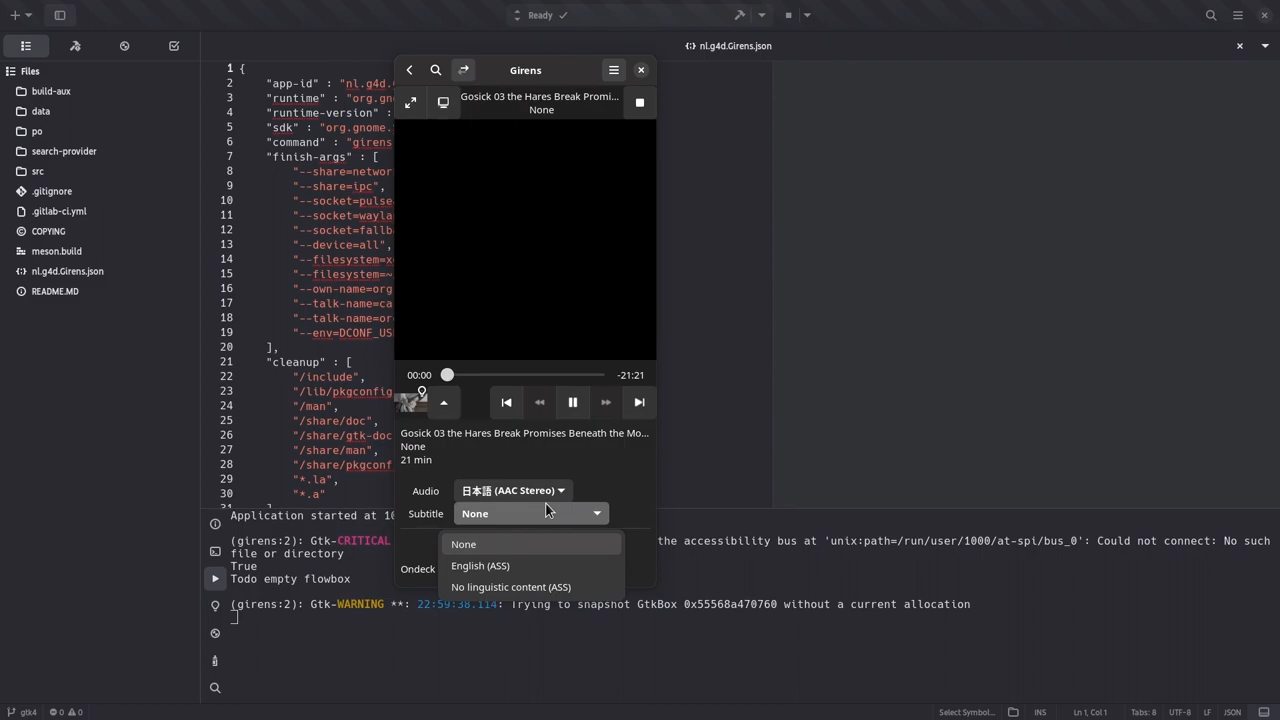 Ready
nl.g4d.Girens.json
Files
build-aux
data
po
search-provider
src
.gitignore
.gitlab-ci.yml
COPYING
meson.build
nl.g4d.Girens.json
README.MD
1 {
2 "app-id" : "nl.g4d.
3 "runtime" : "org.gn
4 "runtime-version" :
5 "sdk" : "org.gnome.
6 "command" : "girens
7 "finish-args" : [
8 "--share=networ
9 "--share=ipc",
10 "--socket=pulse
11 "--socket=wayla
12 "--socket=fallb
13 "--device=all",
14 "--filesystem=x
15 "--filesystem=~
16 "--own-name=org
17 "--talk-name=ca
18 "--talk-name=or
19 "--env=DCONF_US
20 ],
21 "cleanup" : [
22 "/include",
23 "/lib/pkgconfig
24 "/man",
25 "/share/doc",
26 "/share/gtk-doc
27 "/share/man",
28 "/share/pkgconf
29 "*.la",
30 "*.a"
Girens
Gosick 03 the Hares Break Promi...
None
00:00
-21:21
Gosick 03 the Hares Break Promises Beneath the Mo...
None
21 min
Audio 日本語 (AAC Stereo)
Subtitle None
None
English (ASS)
No linguistic content (ASS)
Ondeck
Application started at 10
(girens:2): Gtk-CRITICAL the accessibility bus at 'unix:path=/run/user/1000/at-spi/bus_0': Could not connect: No such
file or directory
True
Todo empty flowbox
(girens:2): Gtk-WARNING **: 22:59:38.114: Trying to snapshot GtkBox 0x55568a470760 without a current allocation
gtk4 0 0 Select Symbol... INS Ln 1, Col 1 Tabs: 8 UTF-8 LF JSON